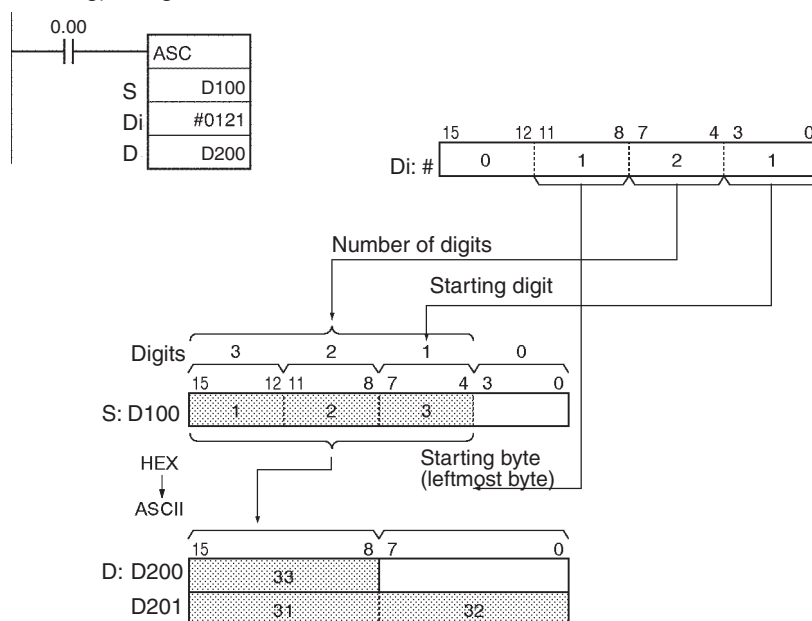 0.00
ASC
S D100
Di #0121
D D200
15 12 11 8 7 4 3 0
Di: # 0 1 2 1
Number of digits
Starting digit
Digits 3 2 1 0
15 12 11 8 7 4 3 0
S: D100 1 2 3
Starting byte
(leftmost byte)
HEX
ASCII
15 8 7 0
D: D200 33
D201 31 32